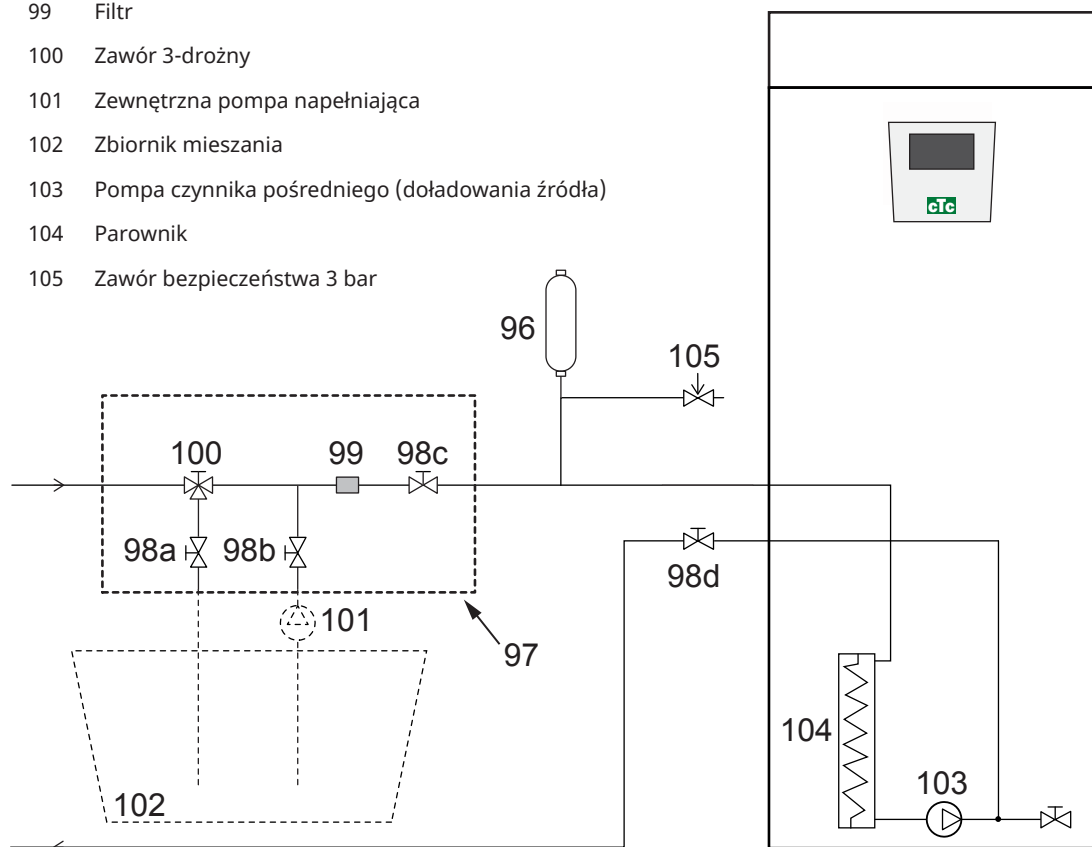 99 Filtr
100 Zawór 3-drożny
101 Zewnętrzna pompa napełniająca
102 Zbiornik mieszania
103 Pompa czynnika pośredniego (doładowania źródła)
104 Parownik
105 Zawór bezpieczeństwa 3 bar
cTc
96
105
100 99 98c
98a 98b
98d
101
97
104
103
102